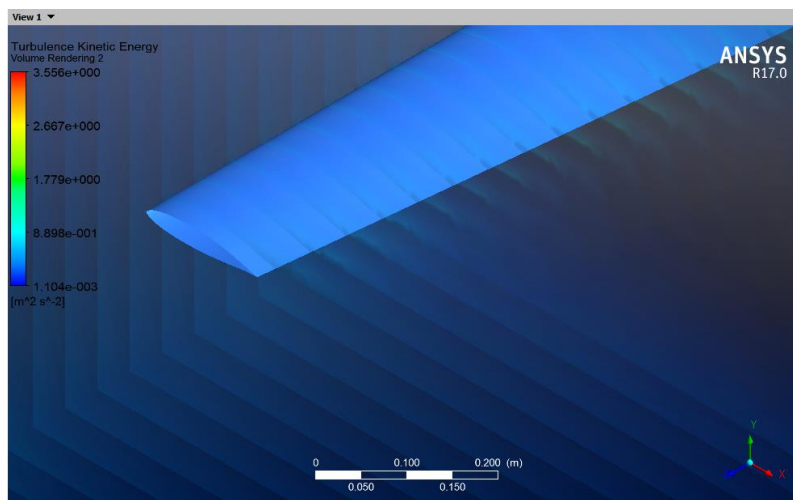 View 1
Turbulence Kinetic Energy
Volume Rendering 2
3.556e+000
2.667e+000
1.779e+000
8.898e-001
1.104e-003
[m^2 s^-2]
ANSYS
R17.0
0 0.100 0.200 (m)
0.050 0.150
Y
X